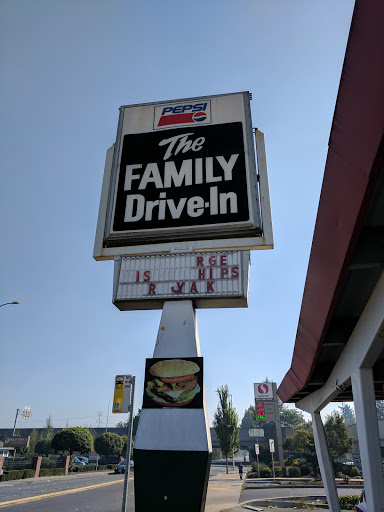 PEPSI
The
FAMILY
Drive-In
RGE
IS HIPS
R YAK